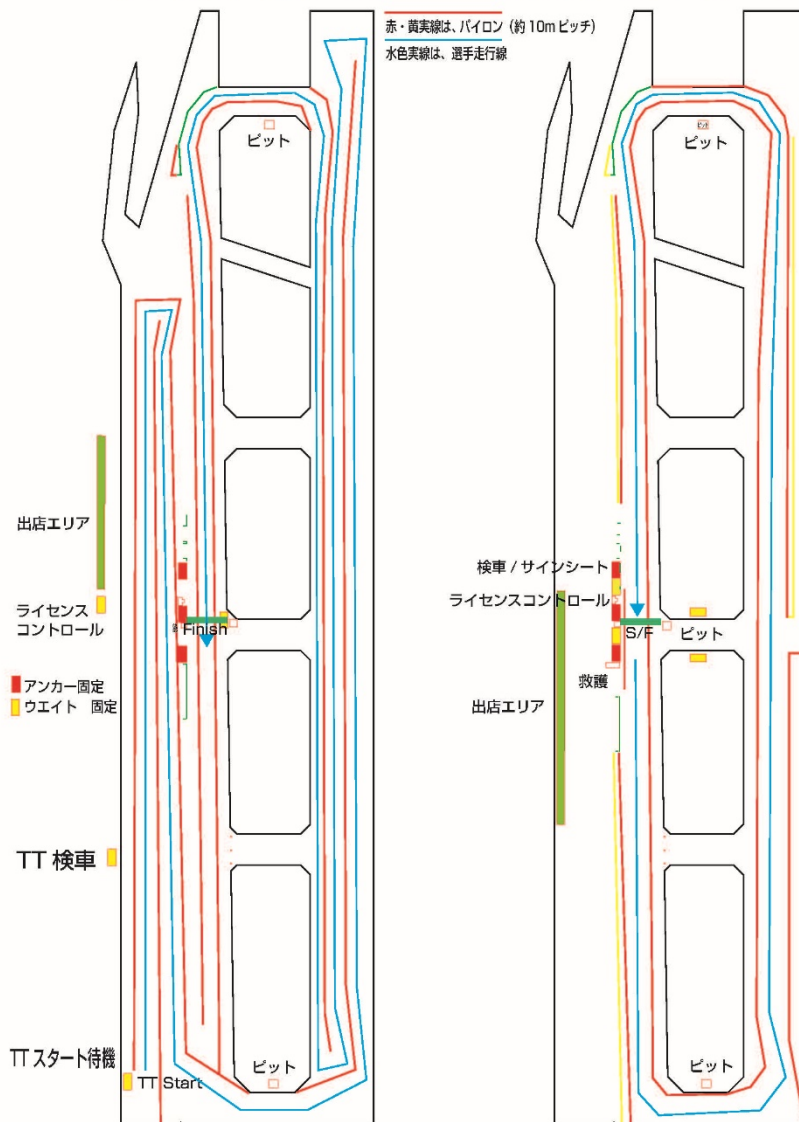 赤・黄実線は、パイロン(約10mピッチ)
水色実線は、選手走行線
ピット
ピット
出店エリア
ライセンス
コントロール
Finish
アンカー固定
ウエイト 固定
TT 検車
TTスタート待機
TT Start
ピット
検車/サインシート
ライセンスコントロール
S/F
ピット
救護
出店エリア
ピット